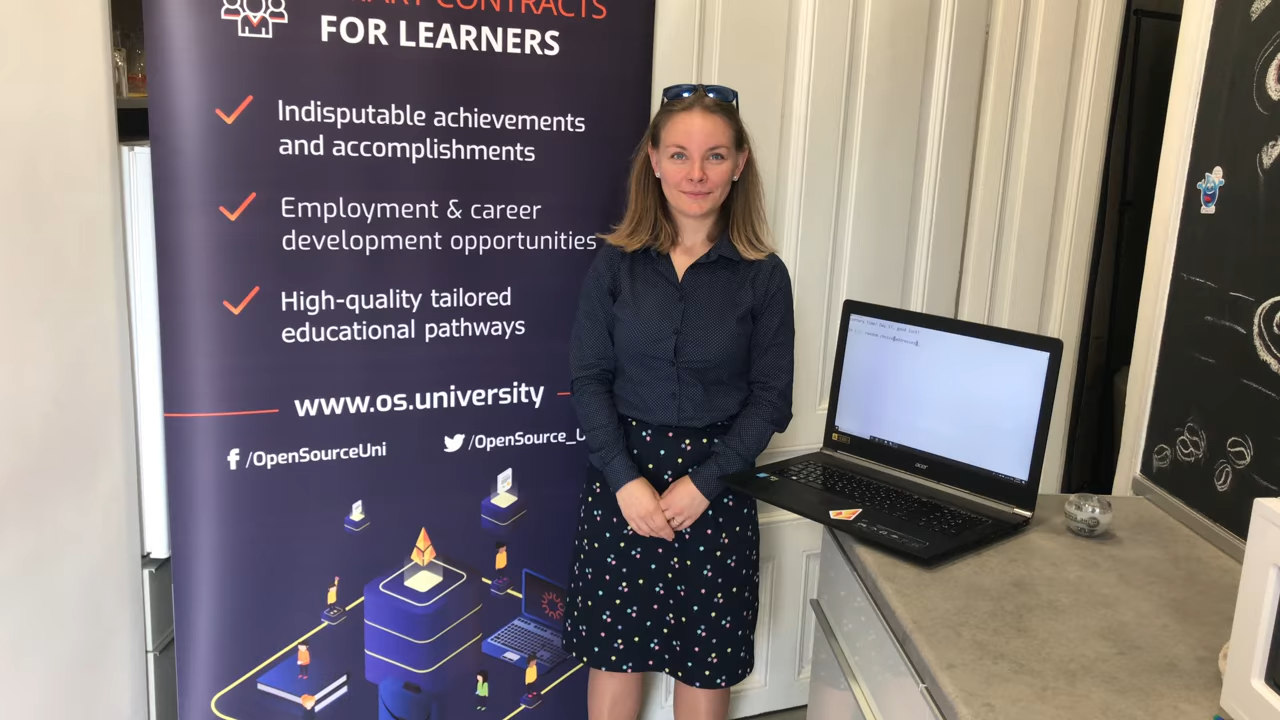 CONTRACTS
FOR LEARNERS
Indisputable achievements
and accomplishments
Employment & career
development opportunities
High-quality tailored
educational pathways
www.os.university
/OpenSourceUni
/OpenSource_U
acer